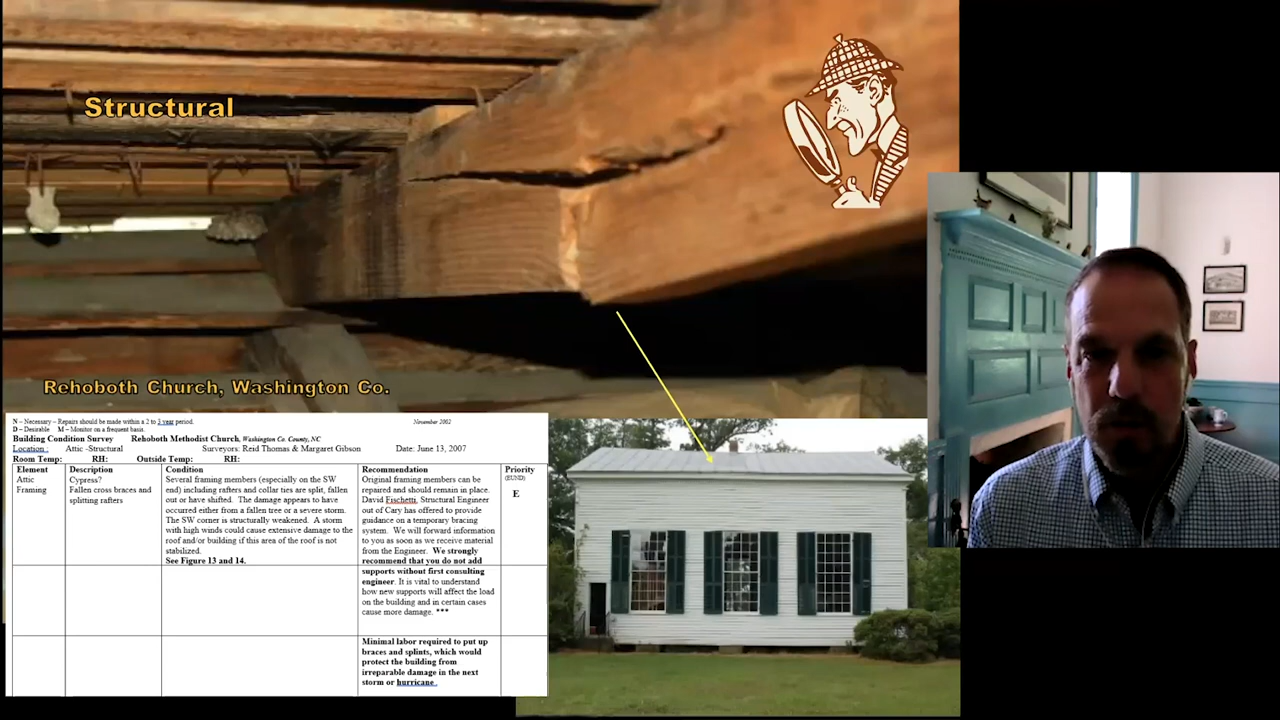 Structural
Rehoboth Church, Washington Co.
N – Necessary – Repairs should be made within a 2 to 3 year period.
November 2002
D – Desirable M – Monitor on a frequent basis.
Building Condition Survey Rehoboth Methodist Church, Washington Co. County, NC
Location : Attic -Structural Surveyors: Reid Thomas & Margaret Gibson Date: June 13, 2007
Room Temp: RH: Outside Temp: RH:
Element
Attic
Framing
Description
Cypress?
Fallen cross braces and
splitting rafters
Condition
Several framing members (especially on the SW
end) including rafters and collar ties are split, fallen
out or have shifted. The damage appears to have
occurred either from a fallen tree or a severe storm.
The SW corner is structurally weakened. A storm
with high winds could cause extensive damage to the
roof and/or building if this area of the roof is not
stabilized.
See Figure 13 and 14.
Recommendation
Original framing members can be
repaired and should remain in place.
David Fischetti, Structural Engineer
out of Cary has offered to provide
guidance on a temporary bracing
system. We will forward information
to you as soon as we receive material
from the Engineer. We strongly
recommend that you do not add
supports without first consulting
engineer. It is vital to understand
how new supports will affect the load
on the building and in certain cases
cause more damage. ***
Minimal labor required to put up
braces and splints, which would
protect the building from
irreparable damage in the next
storm or hurricane .
Priority
(EUND)
E